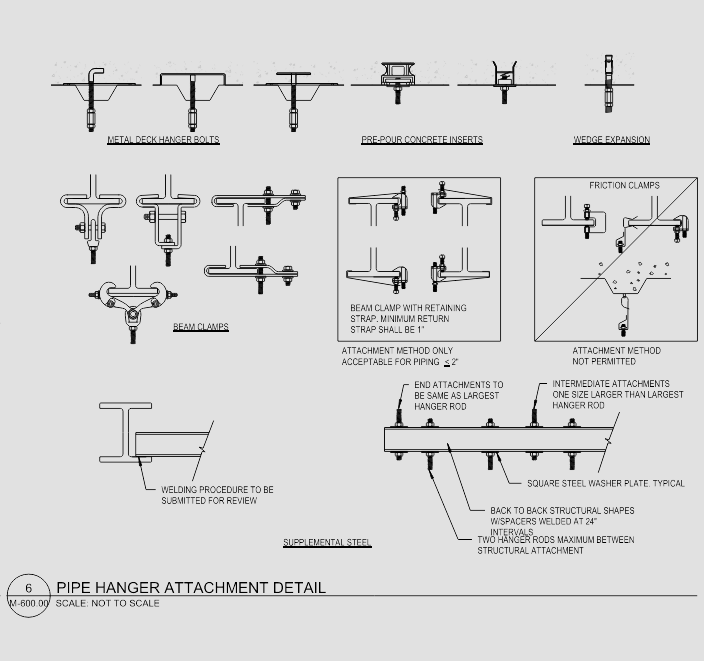 METAL DECK HANGER BOLTS
PRE-POUR CONCRETE INSERTS
WEDGE EXPANSION
FRICTION CLAMPS
BEAM CLAMP WITH RETAINING
STRAP. MINIMUM RETURN
STRAP SHALL BE 1"
BEAM CLAMPS
ATTACHMENT METHOD ONLY
ACCEPTABLE FOR PIPING ≤ 2"
ATTACHMENT METHOD
NOT PERMITTED
END ATTACHMENTS TO
BE SAME AS LARGEST
HANGER ROD
INTERMEDIATE ATTACHMENTS
ONE SIZE LARGER THAN LARGEST
HANGER ROD
WELDING PROCEDURE TO BE
SUBMITTED FOR REVIEW
SQUARE STEEL WASHER PLATE. TYPICAL
BACK TO BACK STRUCTURAL SHAPES
W/SPACERS WELDED AT 24"
INTERVALS
TWO HANGER RODS MAXIMUM BETWEEN
STRUCTURAL ATTACHMENT
SUPPLEMENTAL STEEL
6
M-600.00
PIPE HANGER ATTACHMENT DETAIL
SCALE: NOT TO SCALE